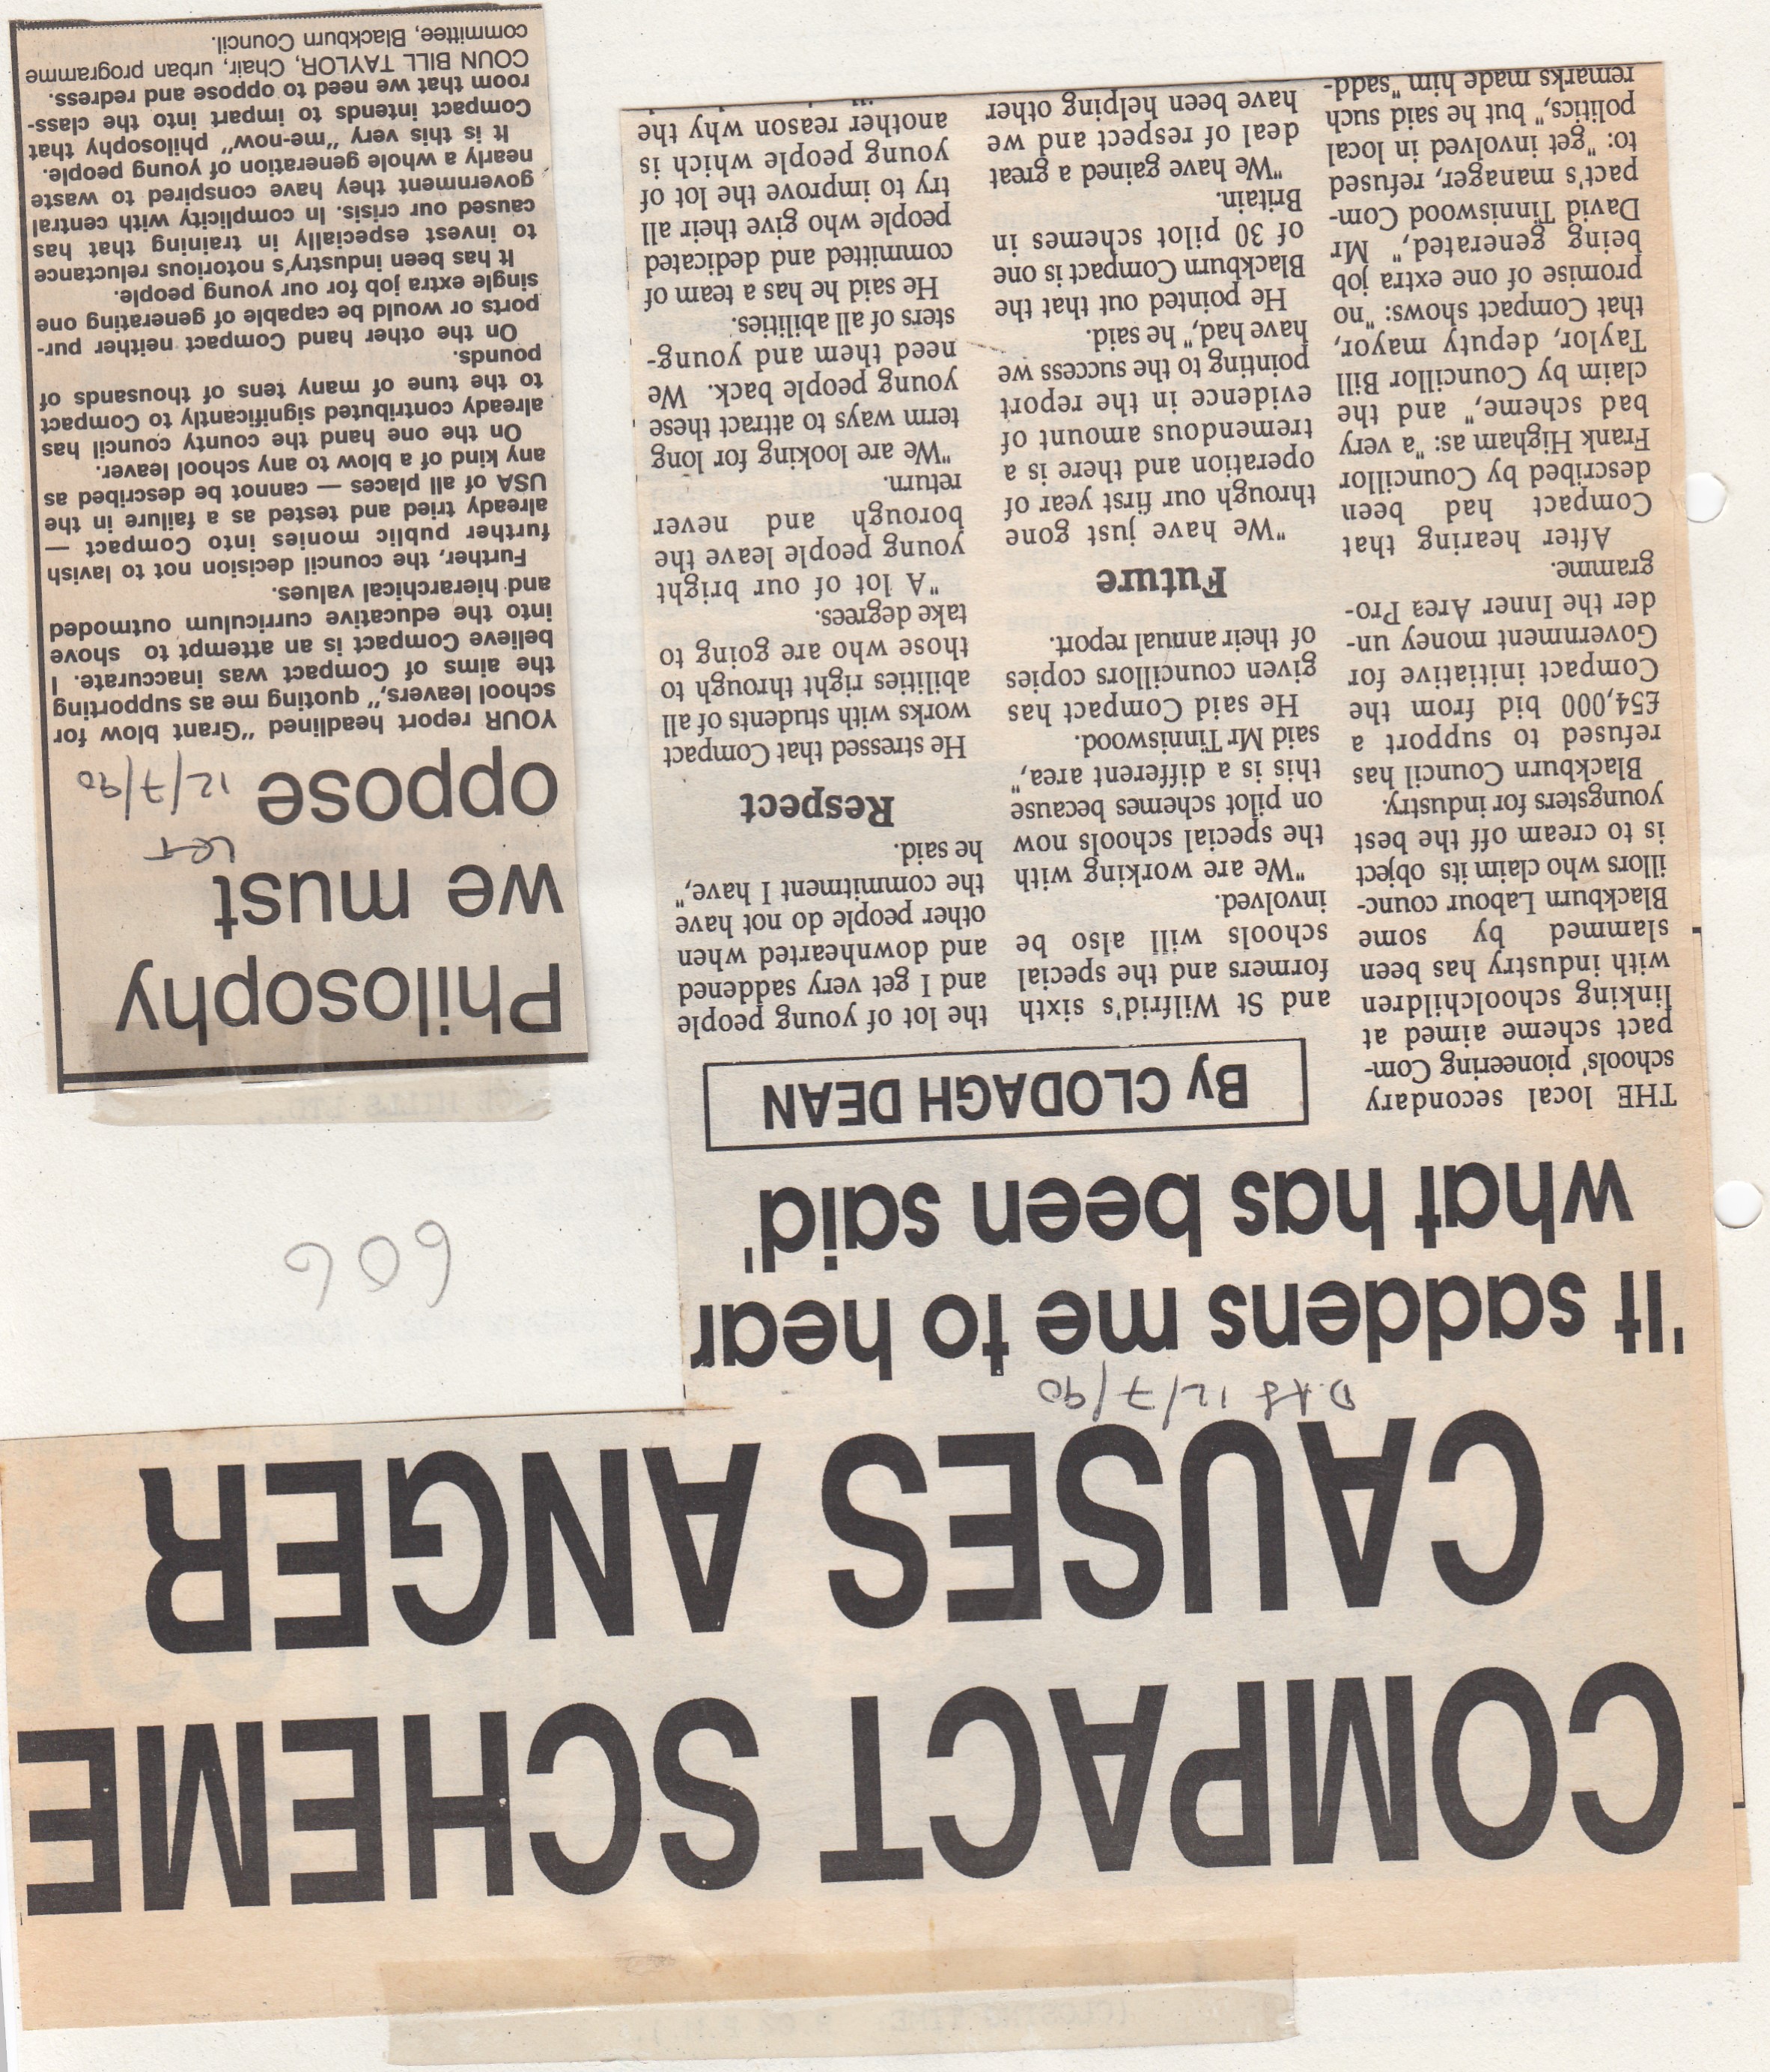 COMPACT SCHEME
CAUSES ANGER
12/7/90
'It saddens me to hear
what has been said'
By CLODAGH DEAN
THE local secondary
schools' pioneering Com-
pact scheme aimed at
linking schoolchildren
with industry has been
slammed by some
Blackburn Labour counc-
illors who claim its object
is to cream off the best
youngsters for industry.
Blackburn Council has
refused to support a
£54,000 bid from the
Compact initiative for
Government money un-
der the Inner Area Pro-
gramme.
After hearing that
Compact had been
described by Councillor
Frank Higham as: "a very
bad scheme," and the
claim by Councillor Bill
Taylor, deputy mayor,
that Compact shows: "no
promise of one extra job
being generated," Mr
David Tinniswood Com-
pact's manager, refused
to: "get involved in local
politics," but he said such
remarks made him "sadd-
and St Wilfrid's sixth
formers and the special
schools will also be
involved.
"We are working with
the special schools now
on pilot schemes because
this is a different area,"
said Mr Tinniswood.
He said Compact has
given councillors copies
of their annual report.
Future
"We have just gone
through our first year of
operation and there is a
tremendous amount of
evidence in the report
pointing to the success we
have had," he said.
He pointed out that the
Blackburn Compact is one
of 30 pilot schemes in
Britain.
"We have gained a great
deal of respect and we
have been helping other
the lot of young people
and I get very saddened
and downhearted when
other people do not have
the commitment I have,"
he said.
Respect
He stressed that Compact
works with students of all
abilities right through to
those who are going to
take degrees.
"A lot of our bright
young people leave the
borough and never
return.
"We are looking for long
term ways to attract these
young people back. We
need them and young-
sters of all abilities.
He said he has a team of
committed and dedicated
people who give their all
try to improve the lot of
young people which is
another reason why the
606
Philosophy
we must
LET
oppose
12/7/90
YOUR report headlined "Grant blow for
school leavers," quoting me as supporting
the aims of Compact was inaccurate. I
believe Compact is an attempt to shove
into the educative curriculum outmoded
and hierarchical values.
Further, the council decision not to lavish
further public monies into Compact —
already tried and tested as a failure in the
USA of all places — cannot be described as
any kind of a blow to any school leaver.
On the one hand the county council has
already contributed significantly to Compact
to the tune of many tens of thousands of
pounds.
On the other hand Compact neither pur-
ports or would be capable of generating one
single extra job for our young people.
It has been industry's notorious reluctance
to invest especially in training that has
caused our crisis. In complicity with central
government they have conspired to waste
nearly a whole generation of young people.
It is this very "me-now" philosophy that
Compact intends to impart into the class-
room that we need to oppose and redress.
COUN BILL TAYLOR, Chair, urban programme
committee, Blackburn Council.